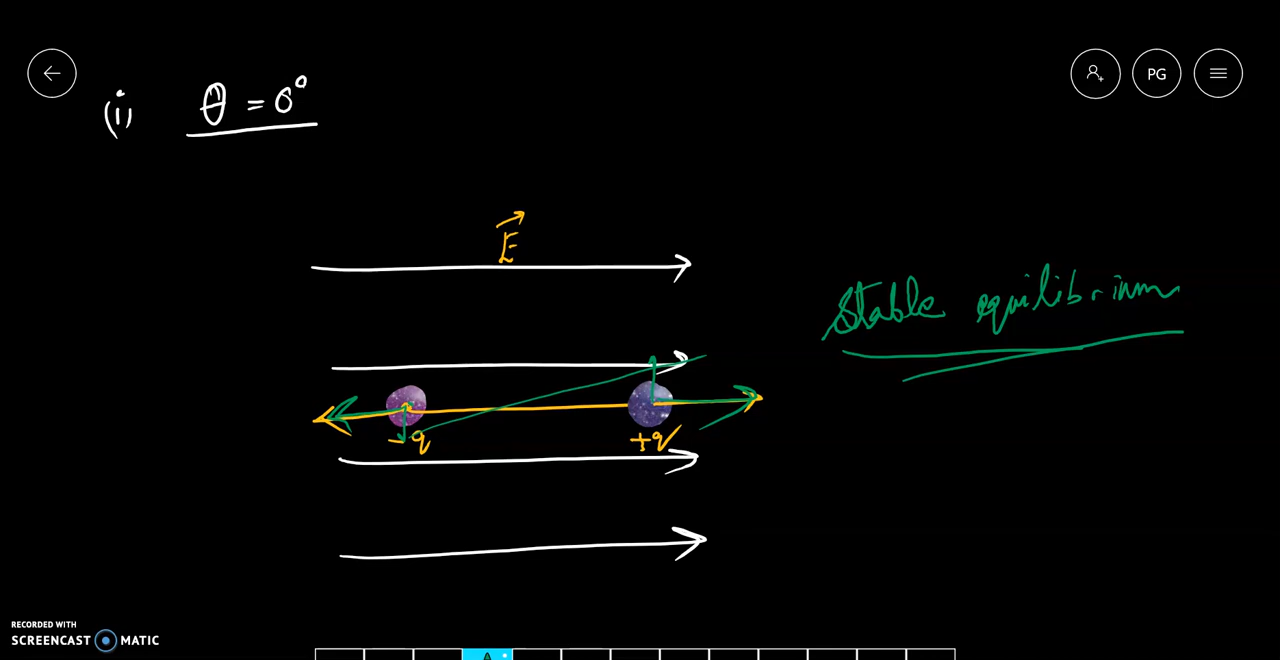 PG
(i) θ = 0°
E
Stable equilibrium
-q +q
RECORDED WITH
SCREENCAST MATIC